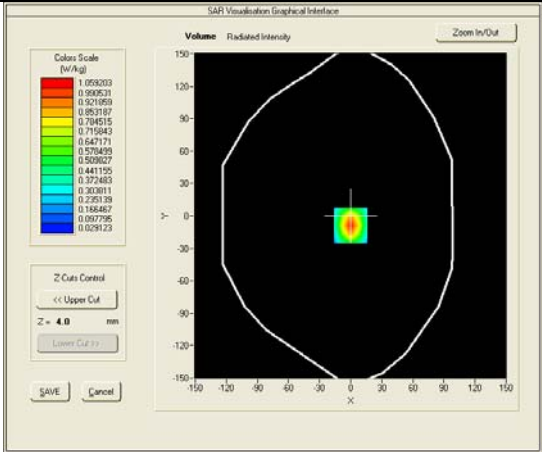 SAR Visualisation Graphical Interface
Volume Radiated Intensity
Zoom In/Out
Colors Scale
(W/kg)
1.059203
0.990531
0.921859
0.853187
0.784515
0.715843
0.647171
0.578499
0.509827
0.441155
0.372483
0.303811
0.235139
0.166467
0.097795
0.029123
Z-Cuts Control
<< Upper Cut
Z = 4.0 mm
Lower Cut >>
SAVE Cancel
150-
120-
90-
60-
30-
0-
-30-
-60-
-90-
-120-
-150-
Y
-150 -120 -90 -60 -30 0 30 60 90 120 150
X